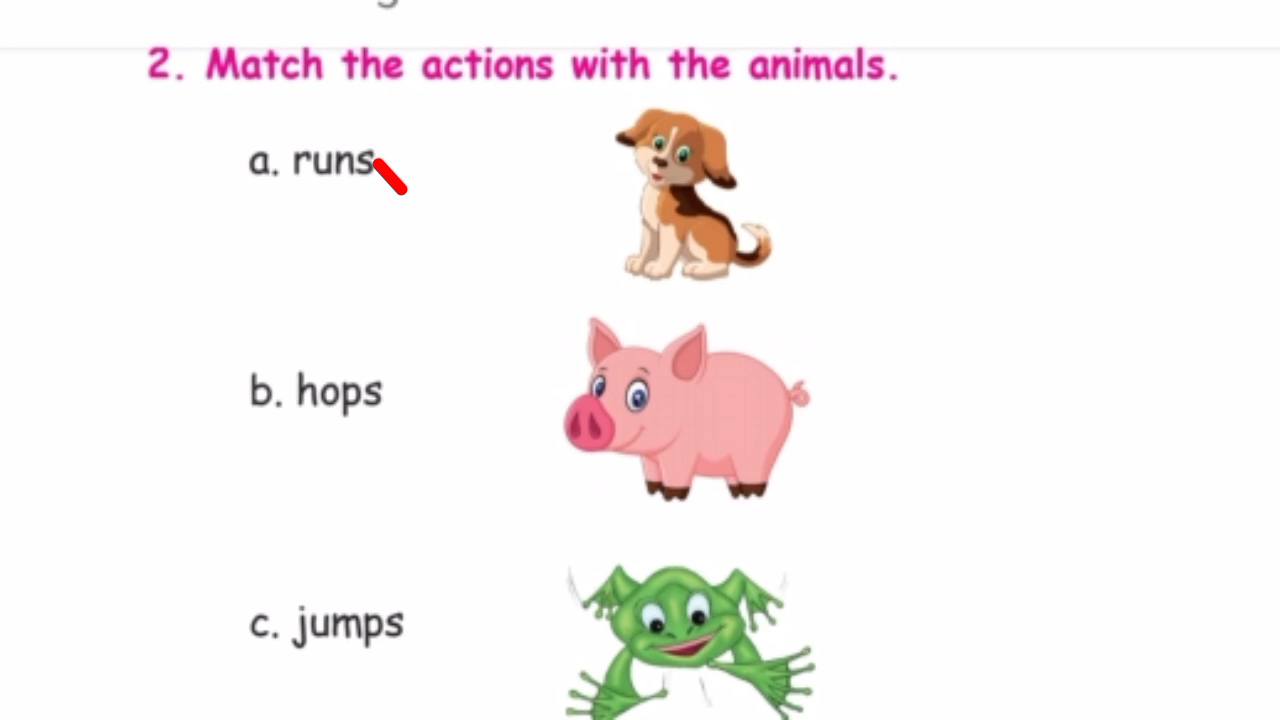 2. Match the actions with the animals.
a. runs
b. hops
c. jumps